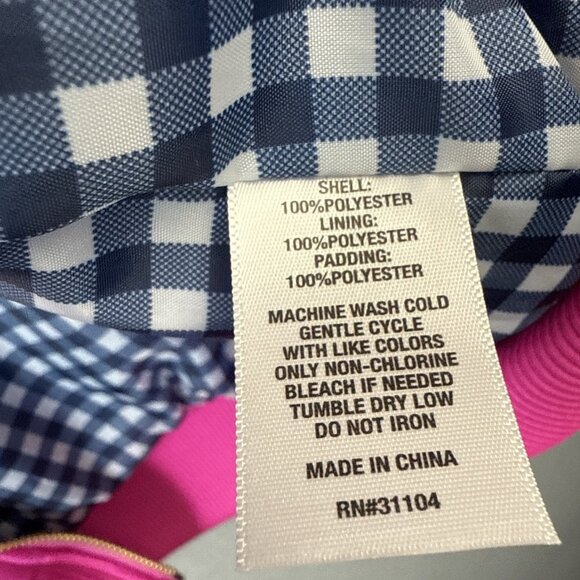 SHELL:
100%POLYESTER
LINING:
100%POLYESTER
PADDING:
100%POLYESTER
MACHINE WASH COLD
GENTLE CYCLE
WITH LIKE COLORS
ONLY NON-CHLORINE
BLEACH IF NEEDED
TUMBLE DRY LOW
DO NOT IRON
MADE IN CHINA
RN#31104